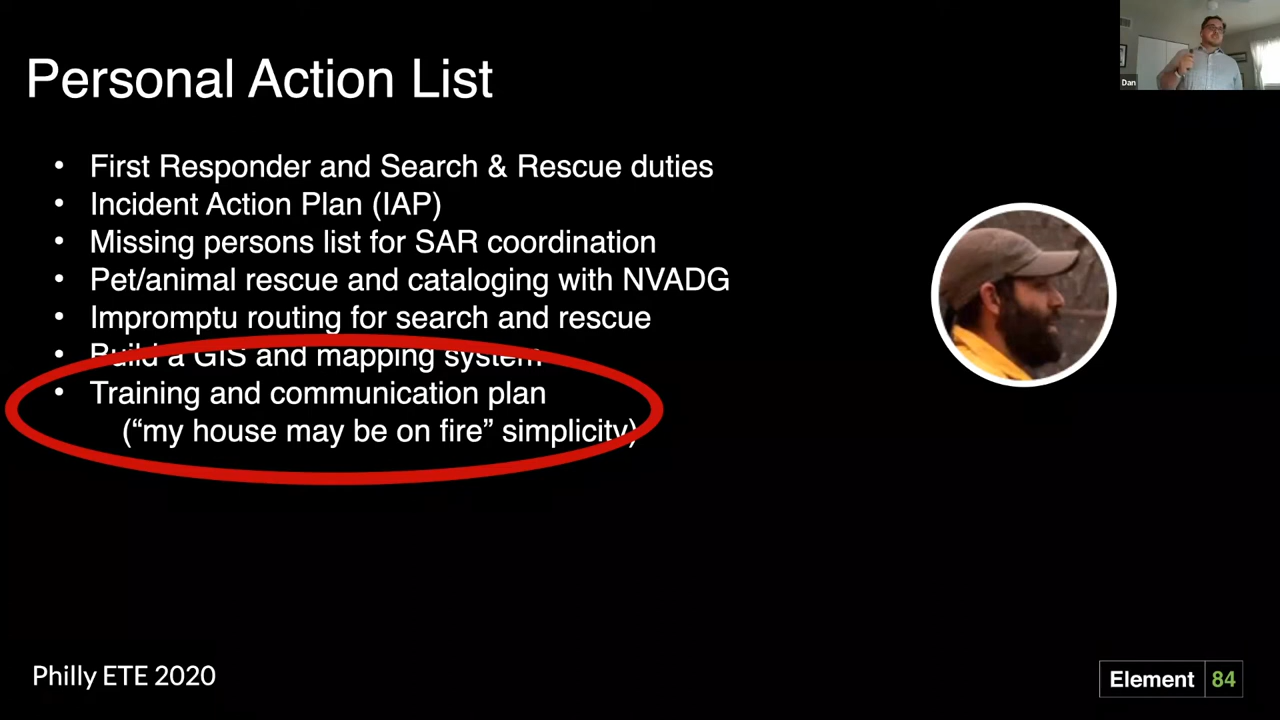 Dan
Personal Action List
• First Responder and Search & Rescue duties
• Incident Action Plan (IAP)
• Missing persons list for SAR coordination
• Pet/animal rescue and cataloging with NVADG
• Impromptu routing for search and rescue
• Build a GIS and mapping system
• Training and communication plan
(“my house may be on fire” simplicity)
Philly ETE 2020
Element 84